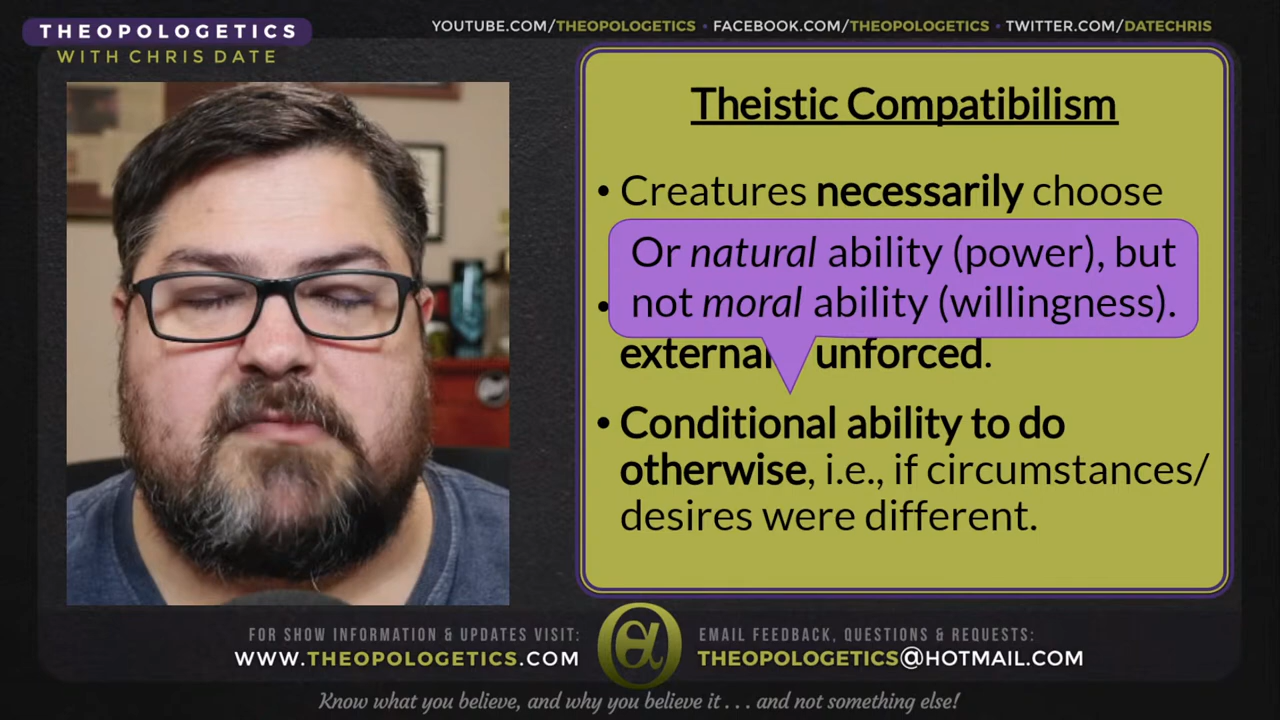 THEOPOLOGETICS
WITH CHRIS DATE
YOUTUBE.COM/THEOPOLOGETICS • FACEBOOK.COM/THEOPOLOGETICS • TWITTER.COM/DATECHRIS
Theistic Compatibilism
• Creatures necessarily choose
Or natural ability (power), but
not moral ability (willingness).
unforced.
• Conditional ability to do
otherwise, i.e., if circumstances/
desires were different.
FOR SHOW INFORMATION & UPDATES VISIT:
WWW.THEOPOLOGETICS.COM
EMAIL FEEDBACK, QUESTIONS & REQUESTS:
THEOPOLOGETICS@HOTMAIL.COM
Know what you believe, and why you believe it . . . and not something else!